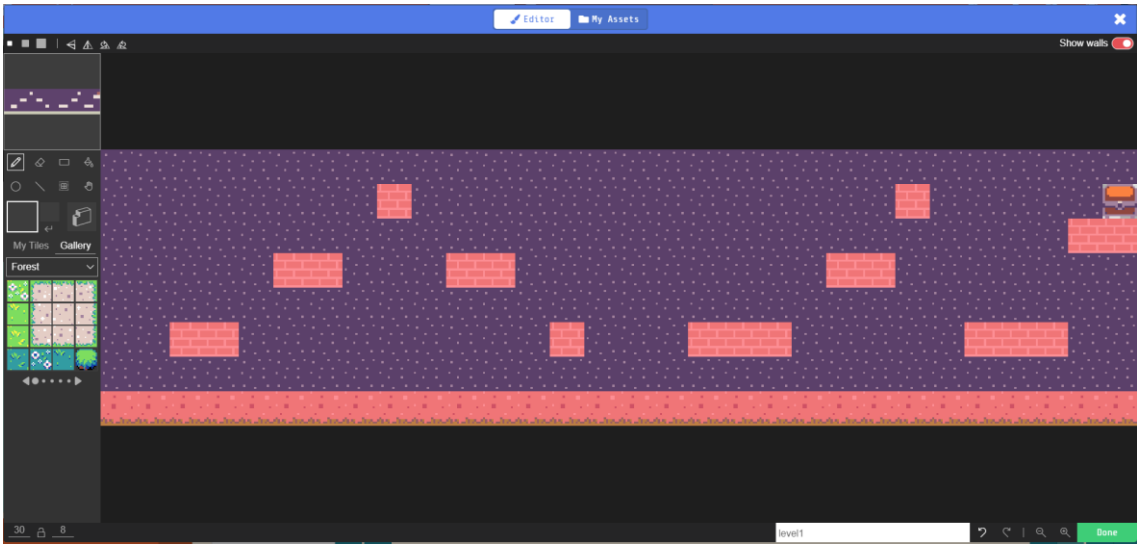 Editor My Assets
Show walls
My Tiles Gallery
Forest
30 8 level1 Done